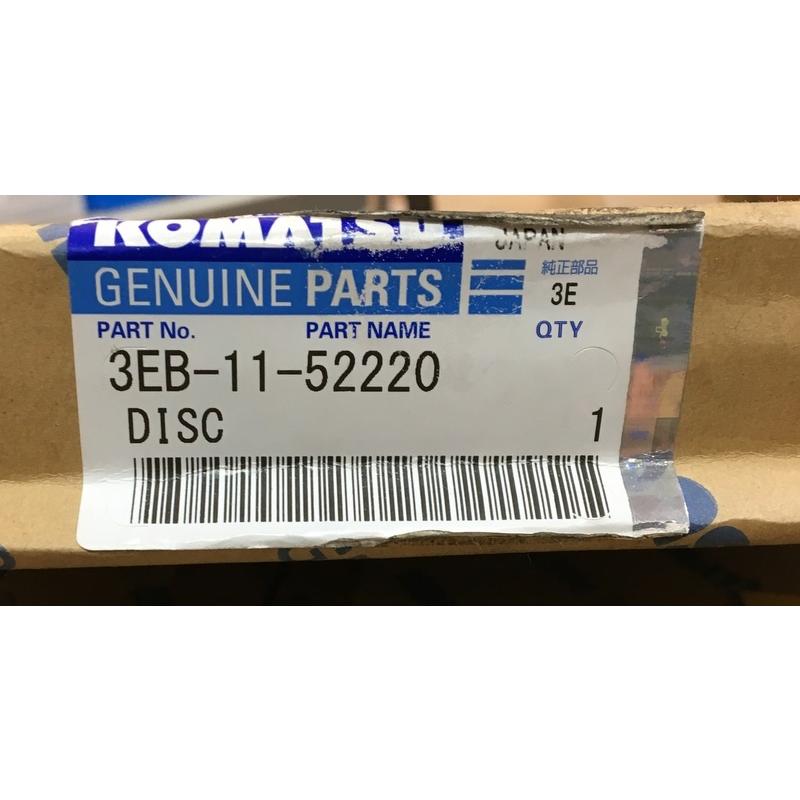 KOMATSU
JAPAN
GENUINE PARTS
純正部品
3E
PART No. PART NAME QTY
3EB-11-52220
DISC 1